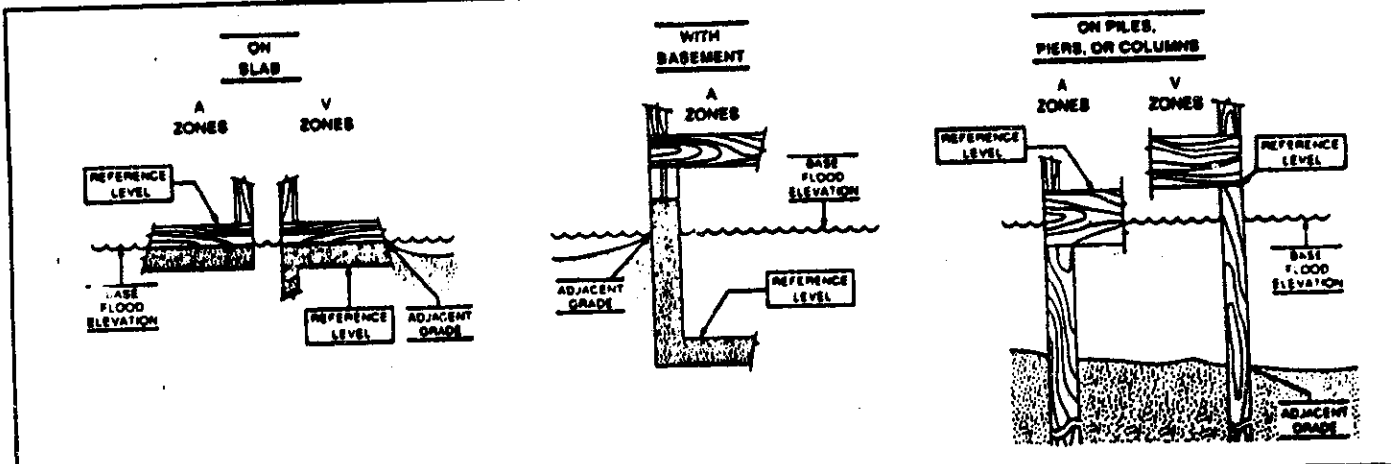 ON
SLAB
A
ZONES
V
ZONES
REFERENCE
LEVEL
BASE
FLOOD
ELEVATION
REFERENCE
LEVEL
ADJACENT
GRADE
WITH
BASEMENT
A
ZONES
BASE
FLOOD
ELEVATION
ADJACENT
GRADE
REFERENCE
LEVEL
ON PILES,
PIERS, OR COLUMNS
A
ZONES
V
ZONES
REFERENCE
LEVEL
REFERENCE
LEVEL
BASE
FLOOD
ELEVATION
ADJACENT
GRADE